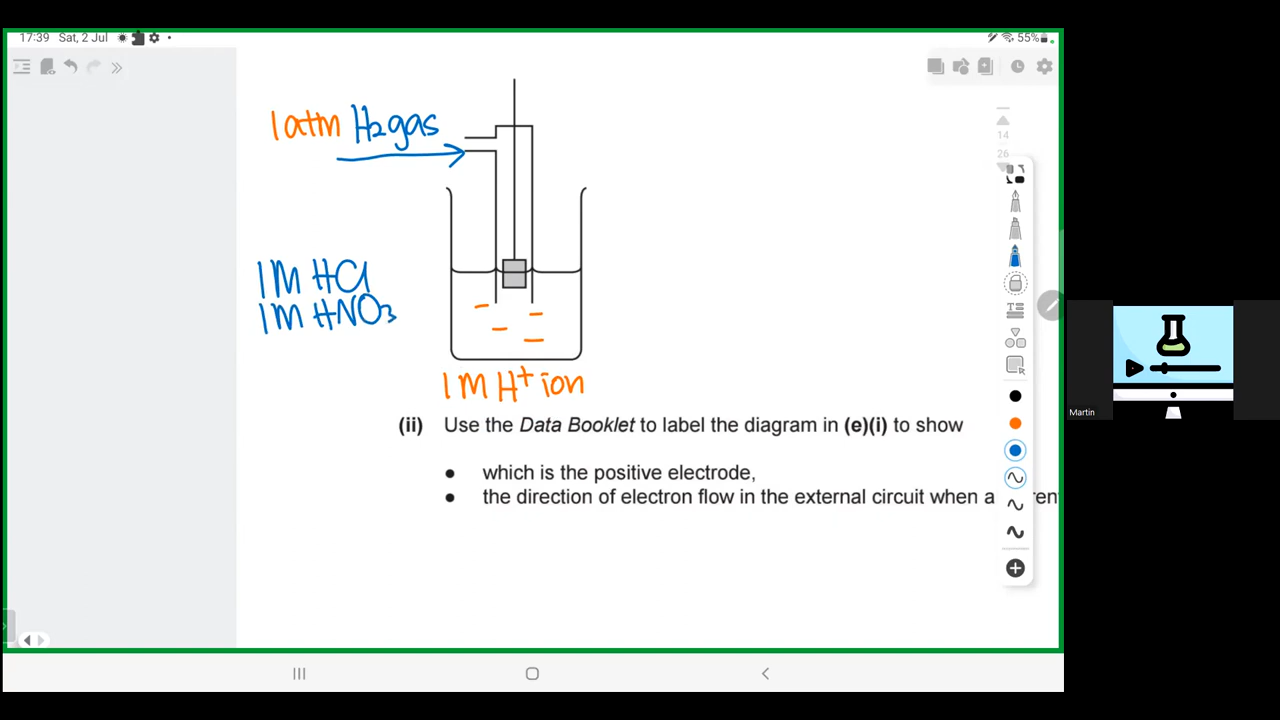 17:39 Sat, 2 Jul
55%
1atm H₂gas
14
26
1M HCl
1M HNO₃
1M H⁺ ion
Martin
(ii) Use the Data Booklet to label the diagram in (e)(i) to show
• which is the positive electrode,
• the direction of electron flow in the external circuit when a